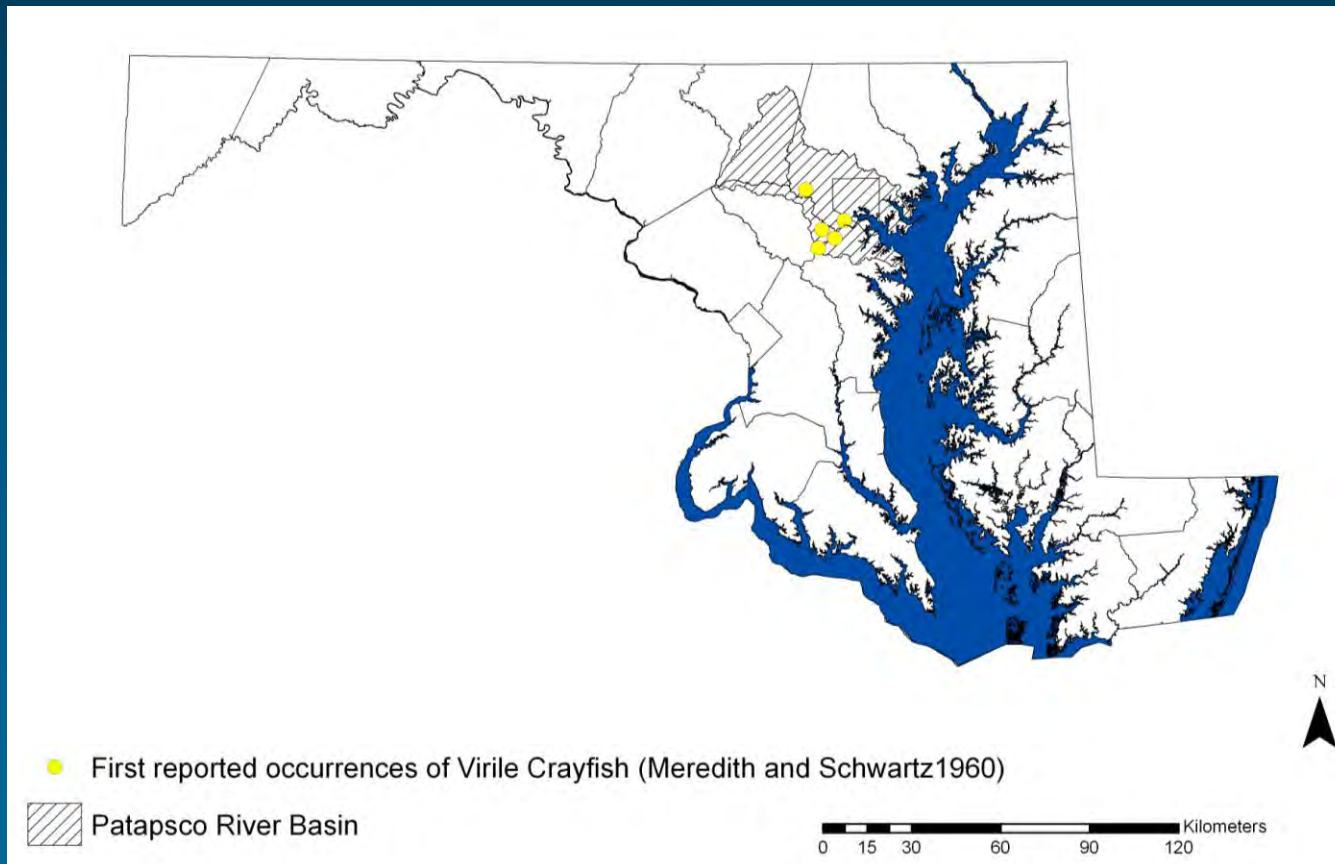 N
First reported occurrences of Virile Crayfish (Meredith and Schwartz1960)
Patapsco River Basin
Kilometers
0 15 30 60 90 120